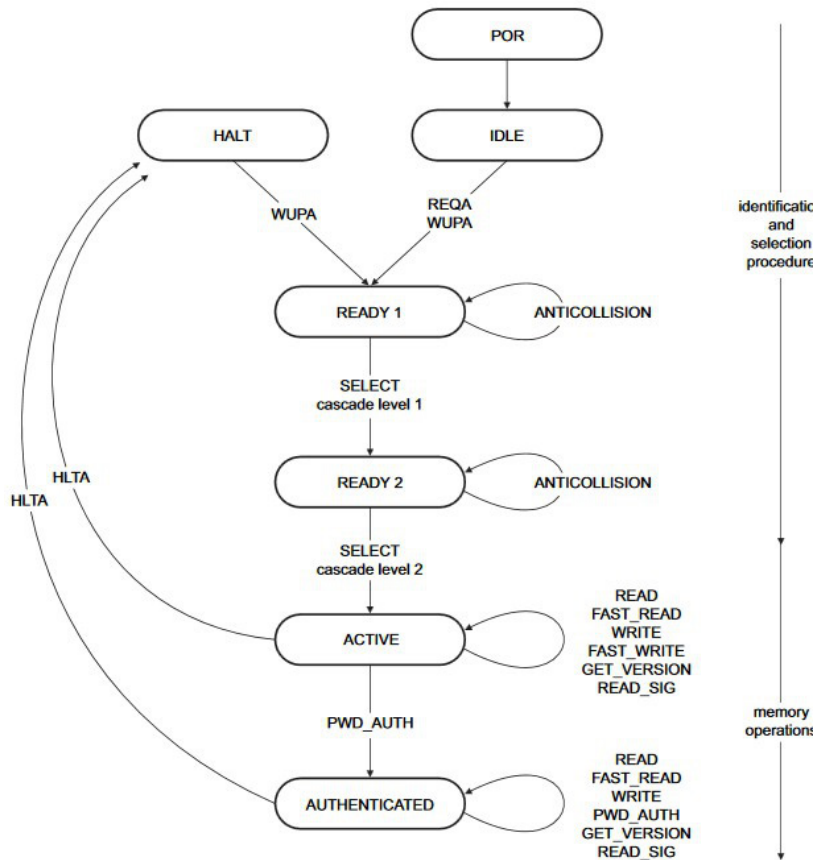 POR
HALT
IDLE
WUPA
REQA
WUPA
identificatio
and
selection
procedure
READY 1
ANTICOLLISION
SELECT
cascade level 1
READY 2
ANTICOLLISION
HLTA
HLTA
SELECT
cascade level 2
ACTIVE
READ
FAST_READ
WRITE
FAST_WRITE
GET_VERSION
READ_SIG
PWD_AUTH
memory
operations
AUTHENTICATED
READ
FAST_READ
WRITE
PWD_AUTH
GET_VERSION
READ_SIG